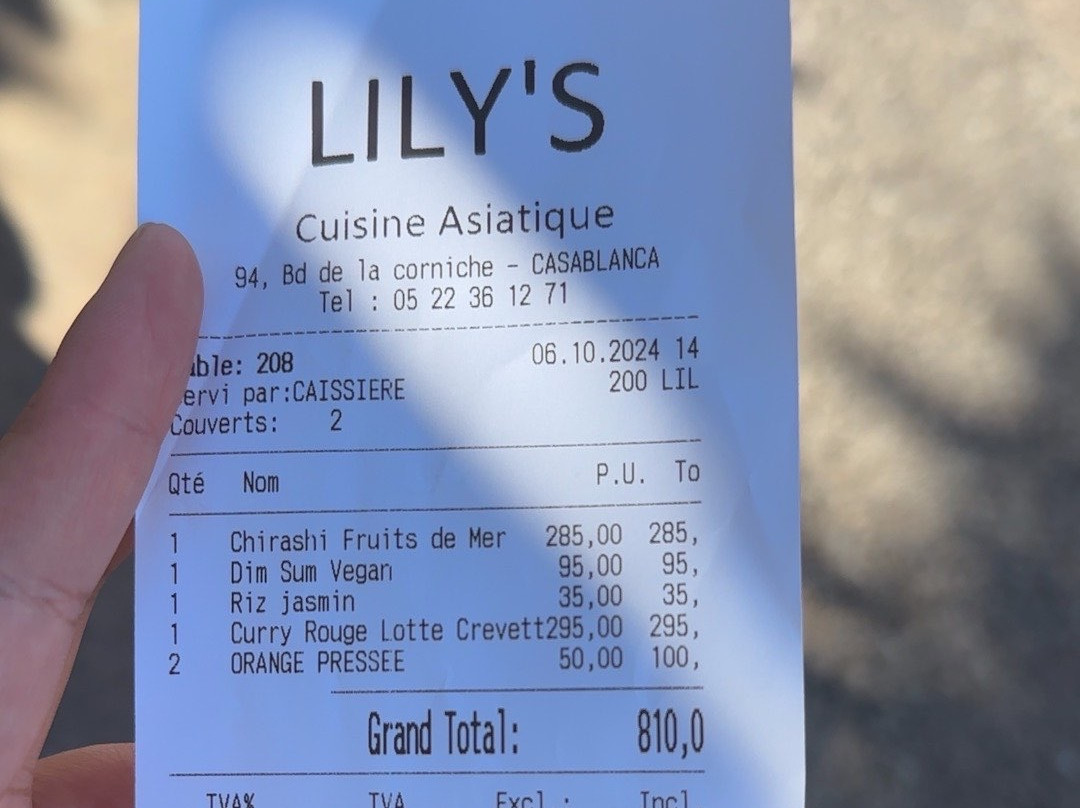 LILY'S
Cuisine Asiatique
94, Bd de la corniche - CASABLANCA
Tel : 05 22 36 12 71
able: 208 06.10.2024 14
ervi par:CAISSIERE 200 LIL
Couverts: 2
Qté Nom P.U. To
1 Chirashi Fruits de Mer 285,00 285,
1 Dim Sum Vegan 95,00 95,
1 Riz jasmin 35,00 35,
1 Curry Rouge Lotte Crevett295,00 295,
2 ORANGE PRESSEE 50,00 100,
Grand Total: 810,0
TVA% TVA Excl . Incl